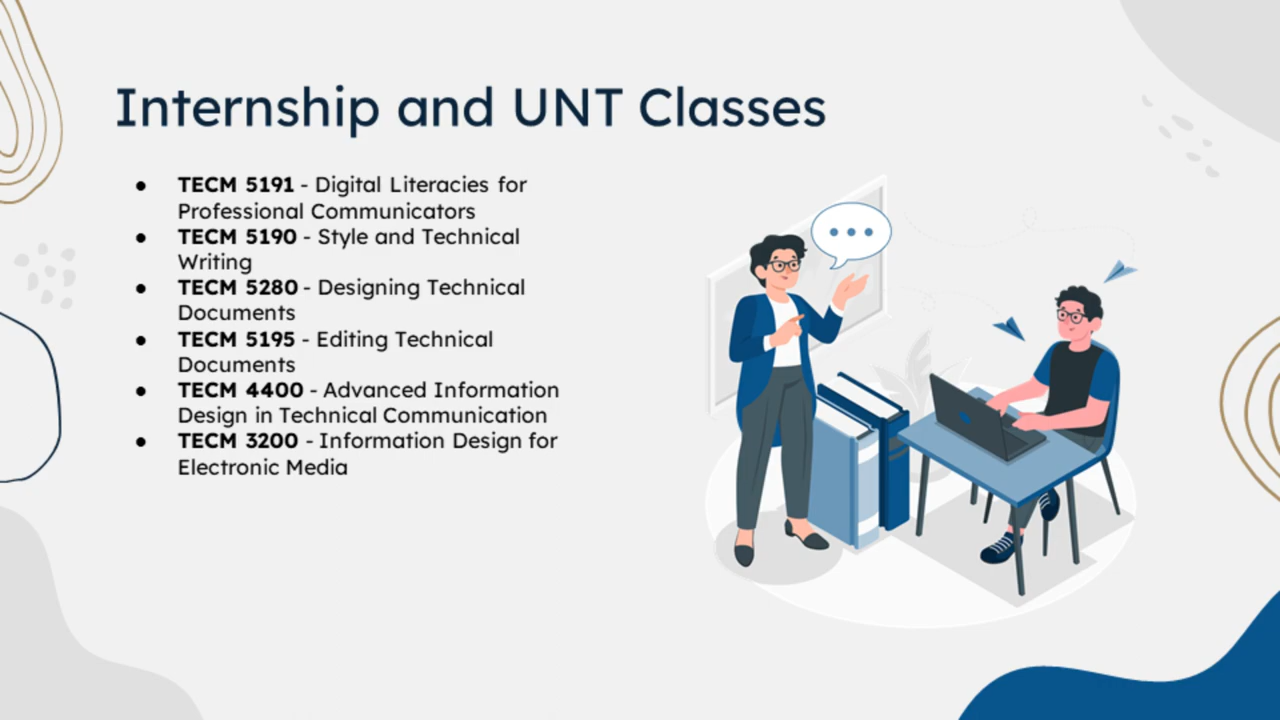 Internship and UNT Classes
● TECM 5191 - Digital Literacies for
Professional Communicators
● TECM 5190 - Style and Technical
Writing
● TECM 5280 - Designing Technical
Documents
● TECM 5195 - Editing Technical
Documents
● TECM 4400 - Advanced Information
Design in Technical Communication
● TECM 3200 - Information Design for
Electronic Media